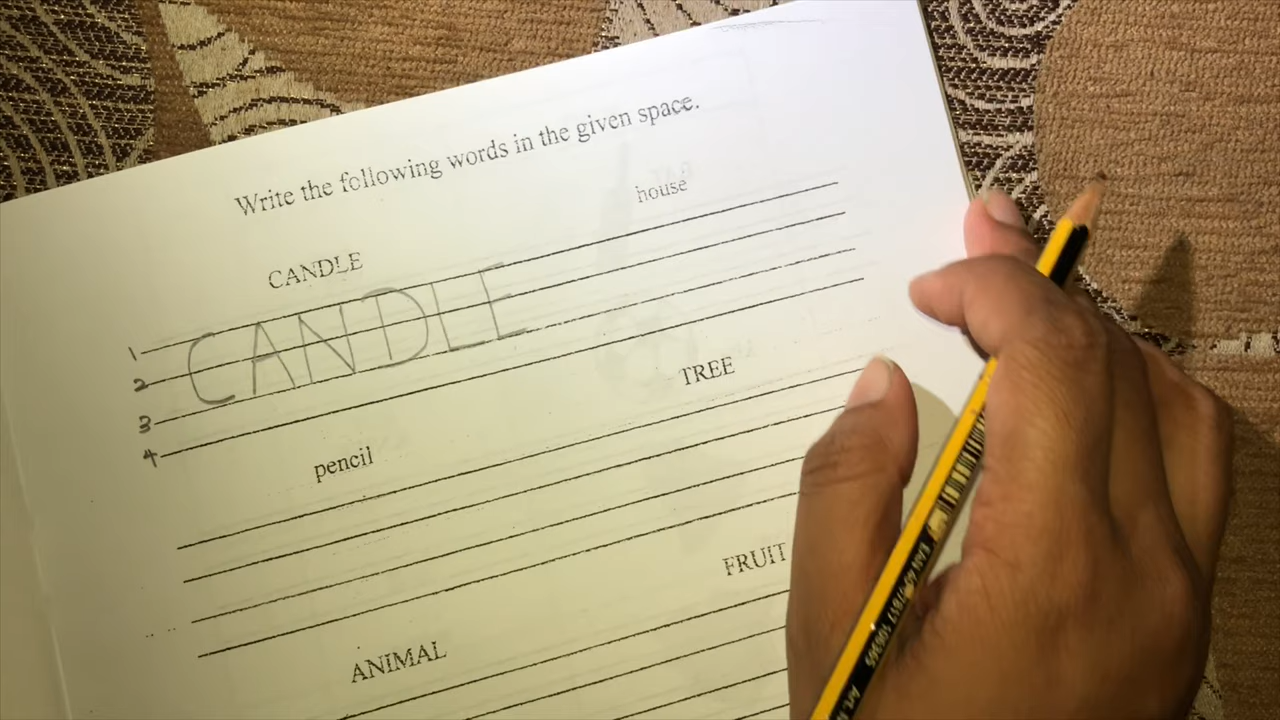 Write the following words in the given space.
CANDLE house
1 CANDLE
2
3
4
pencil TREE
ANIMAL FRUIT